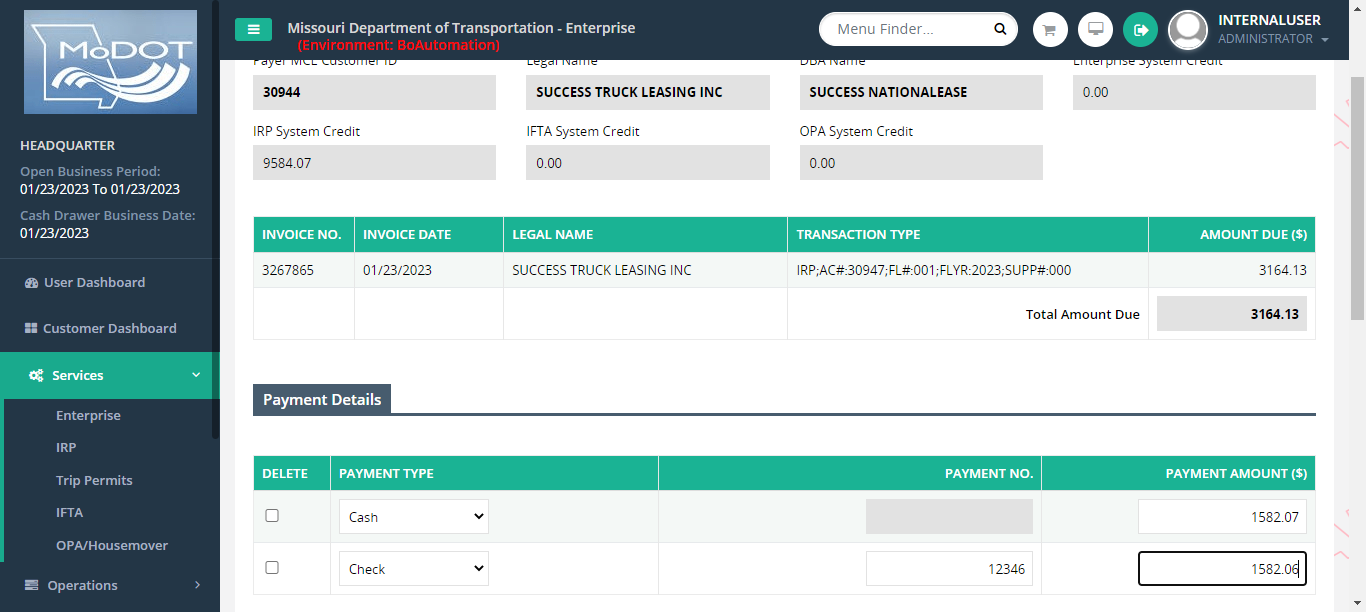 MoDOT
HEADQUARTER
Open Business Period:
01/23/2023 To 01/23/2023
Cash Drawer Business Date:
01/23/2023
User Dashboard
Customer Dashboard
Services
Enterprise
IRP
Trip Permits
IFTA
OPA/Housemover
Operations
Missouri Department of Transportation - Enterprise
(Environment: BoAutomation)
Menu Finder...
INTERNALUSER
ADMINISTRATOR
Payer MCE Customer ID Legal Name DBA Name Enterprise System Credit
30944 SUCCESS TRUCK LEASING INC SUCCESS NATIONALEASE 0.00
IRP System Credit IFTA System Credit OPA System Credit
9584.07 0.00 0.00
INVOICE NO. INVOICE DATE LEGAL NAME TRANSACTION TYPE AMOUNT DUE ($)
3267865 01/23/2023 SUCCESS TRUCK LEASING INC IRP;AC#:30947;FL#:001;FLYR:2023;SUPP#:000 3164.13
Total Amount Due 3164.13
Payment Details
DELETE PAYMENT TYPE PAYMENT NO. PAYMENT AMOUNT ($)
Cash 1582.07
Check 12346 1582.06